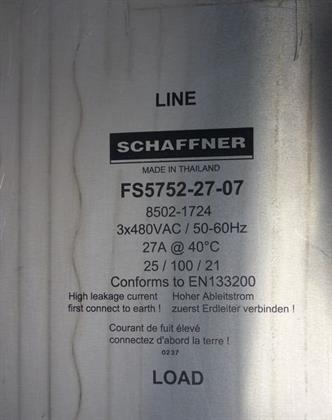 LINE
SCHAFFNER
MADE IN THAILAND
FS5752-27-07
8502-1724
3x480VAC / 50-60Hz
27A @ 40°C
25 / 100 / 21
Conforms to EN133200
High leakage current Hoher Ableitstrom
first connect to earth ! zuerst Erdleiter verbinden !
Courant de fuit élevé
connectez d'abord la terre !
0237
LOAD